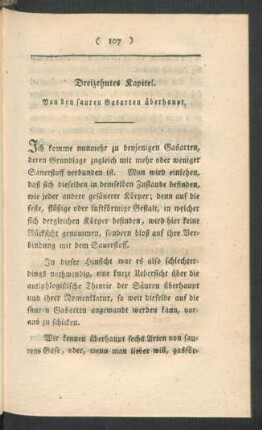 ( 107 )
Dreizehntes Kapitel.
Von den sauren Gasarten überhaupt.
Ich komme nunmehr zu denjenigen Gasarten,
deren Grundlage zugleich mit mehr oder weniger
Sauerstoff verbunden ist. Man wird einsehen,
daß sich dieselben in demselben Zustande befinden,
wie jeder andere gesäuerte Körper; denn auf die
feste, flüßige oder luftförmige Gestalt, in welcher
sich dergleichen Körper befinden, wird hier keine
Rücksicht genommen, sondern bloß auf ihre Ver-
bindung mit dem Sauerstoff.
In dieser Hinsicht war es also schlechter-
dings nothwendig, eine kurze Uebersicht über die
antiphlogistische Theorie der Säuren überhaupt
und ihrer Nomenklatur, so weit dieselbe auf die
sauren Gasarten angewandt werden kann, vor-
aus zu schicken.
Wir kennen überhaupt sechs Arten von sau-
rem Gase, oder, wenn man lieber will, gasför-